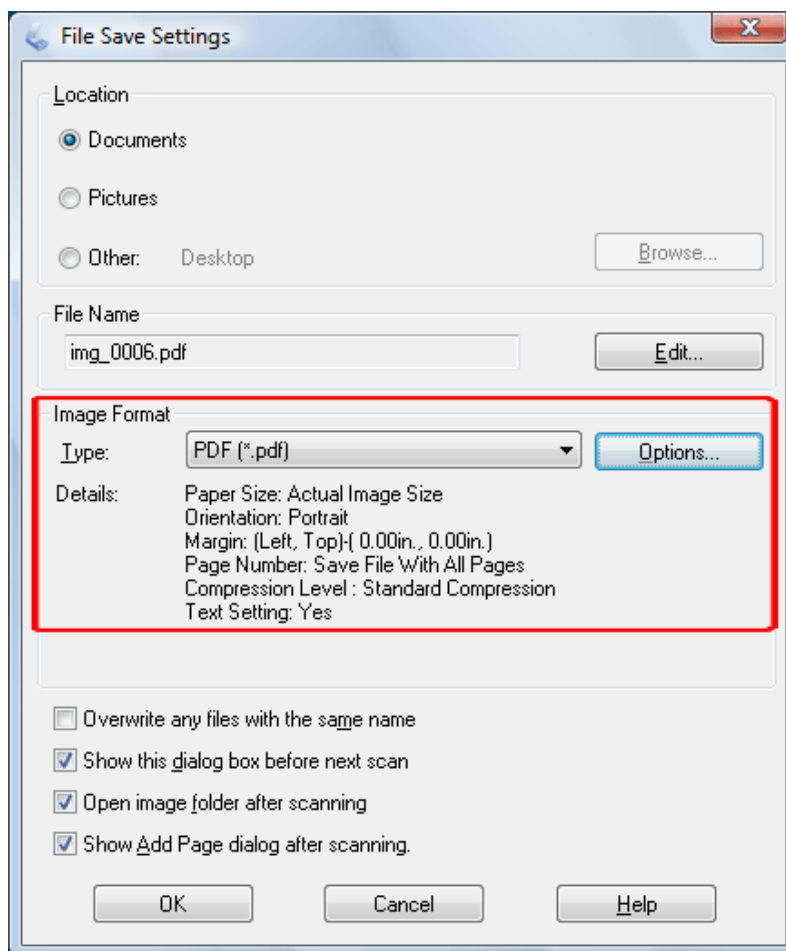 File Save Settings
Location
Documents
Pictures
Other: Desktop Browse...
File Name
img_0006.pdf Edit...
Image Format
Type: PDF (*.pdf) Options...
Details: Paper Size: Actual Image Size
Orientation: Portrait
Margin: (Left, Top)-( 0.00in., 0.00in.)
Page Number: Save File With All Pages
Compression Level : Standard Compression
Text Setting: Yes
Overwrite any files with the same name
Show this dialog box before next scan
Open image folder after scanning
Show Add Page dialog after scanning.
OK Cancel Help